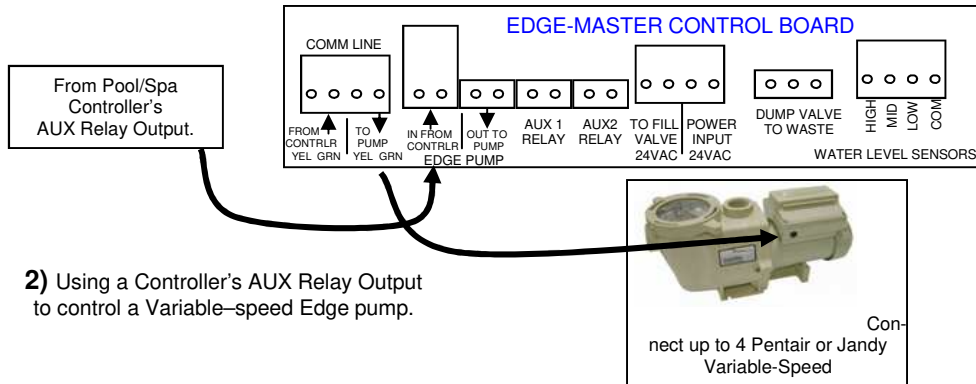 EDGE-MASTER CONTROL BOARD
COMM LINE
From Pool/Spa
Controller's
AUX Relay Output.
FROM
CONTRLR
YEL GRN
TO
PUMP
YEL GRN
IN FROM
CONTRLR
OUT TO
PUMP
EDGE PUMP
AUX 1
RELAY
AUX2
RELAY
TO FILL
VALVE
24VAC
POWER
INPUT
24VAC
DUMP VALVE
TO WASTE
HIGH
MID
LOW
COM
WATER LEVEL SENSORS
2) Using a Controller's AUX Relay Output
to control a Variable–speed Edge pump.
Con-
nect up to 4 Pentair or Jandy
Variable-Speed